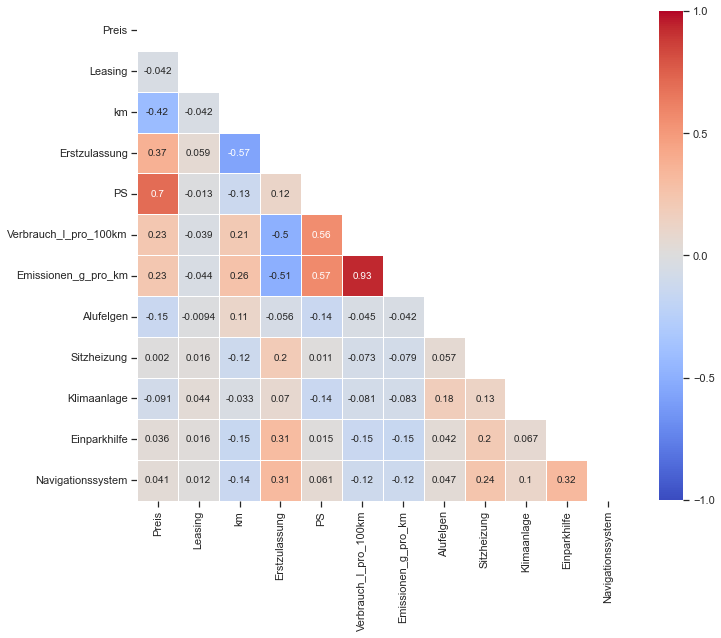 Preis
Leasing -0.042
km -0.42 -0.042
Erstzulassung 0.37 0.059 -0.57
PS 0.7 -0.013 -0.13 0.12
Verbrauch_l_pro_100km 0.23 -0.039 0.21 -0.5 0.56
Emissionen_g_pro_km 0.23 -0.044 0.26 -0.51 0.57 0.93
Alufelgen -0.15 -0.0094 0.11 -0.056 -0.14 -0.045 -0.042
Sitzheizung 0.002 0.016 -0.12 0.2 0.011 -0.073 -0.079 0.057
Klimaanlage -0.091 0.044 -0.033 0.07 -0.14 -0.081 -0.083 0.18 0.13
Einparkhilfe 0.036 0.016 -0.15 0.31 0.015 -0.15 -0.15 0.042 0.2 0.067
Navigationssystem 0.041 0.012 -0.14 0.31 0.061 -0.12 -0.12 0.047 0.24 0.1 0.32
Preis
Leasing
km
Erstzulassung
PS
Verbrauch_l_pro_100km
Emissionen_g_pro_km
Alufelgen
Sitzheizung
Klimaanlage
Einparkhilfe
Navigationssystem
1.0
0.5
0.0
−0.5
−1.0